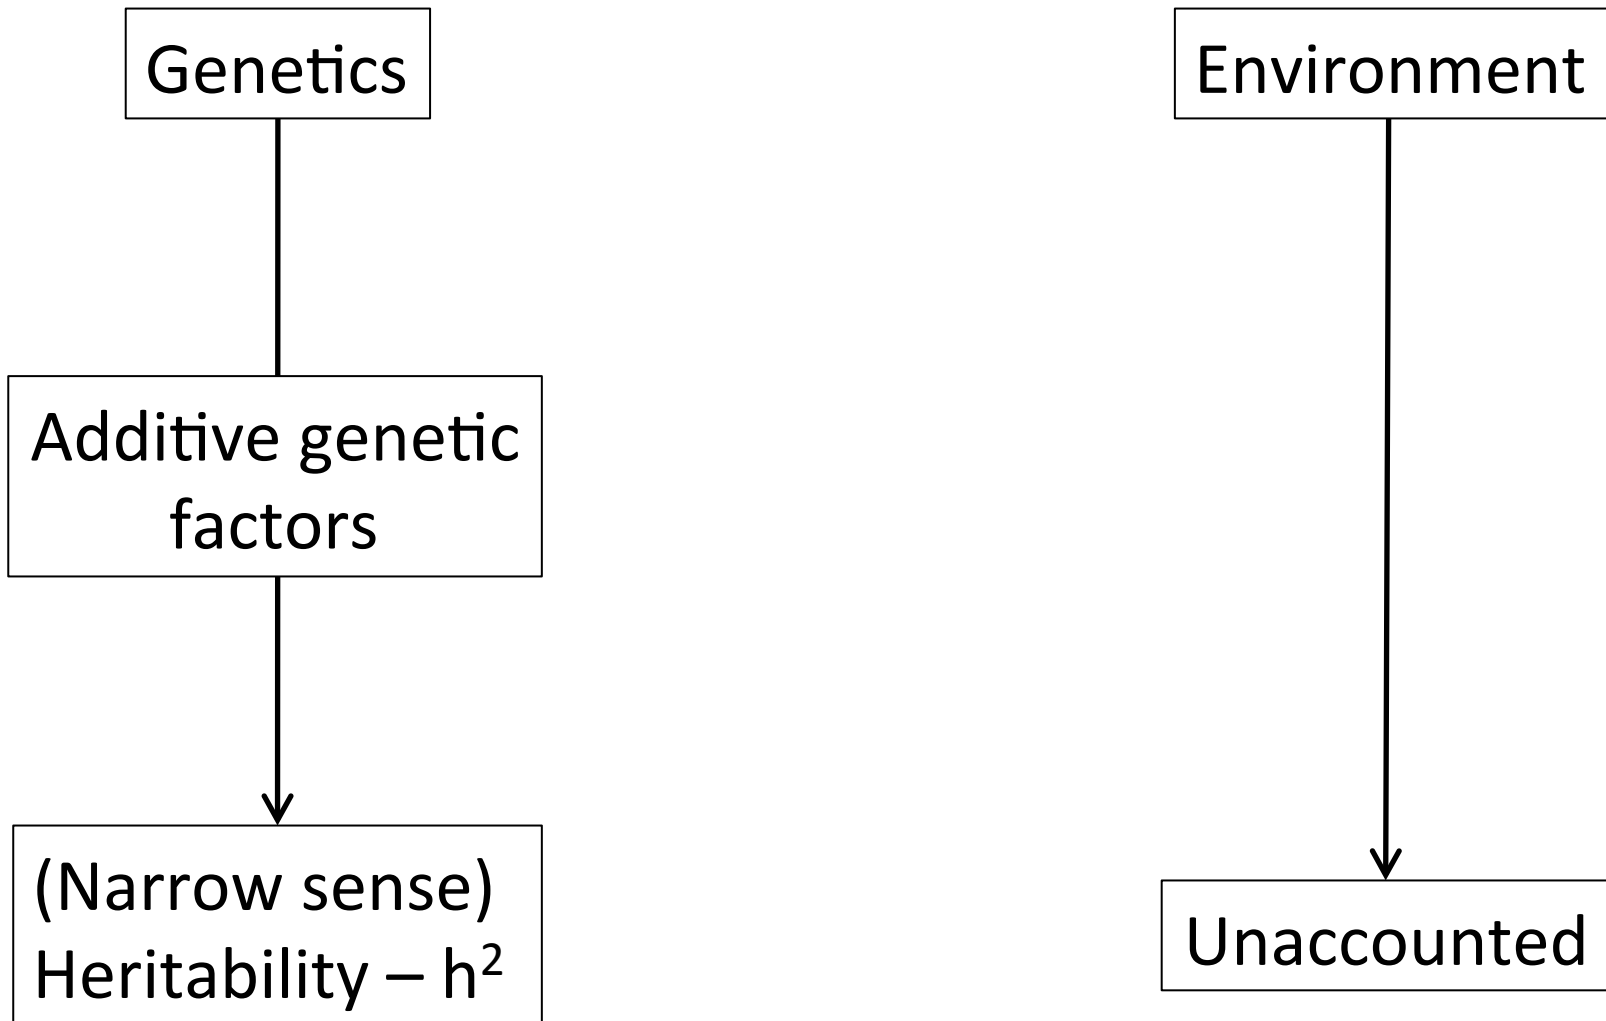 Genetics
Environment
Additive genetic
factors
(Narrow sense)
Heritability – h²
Unaccounted